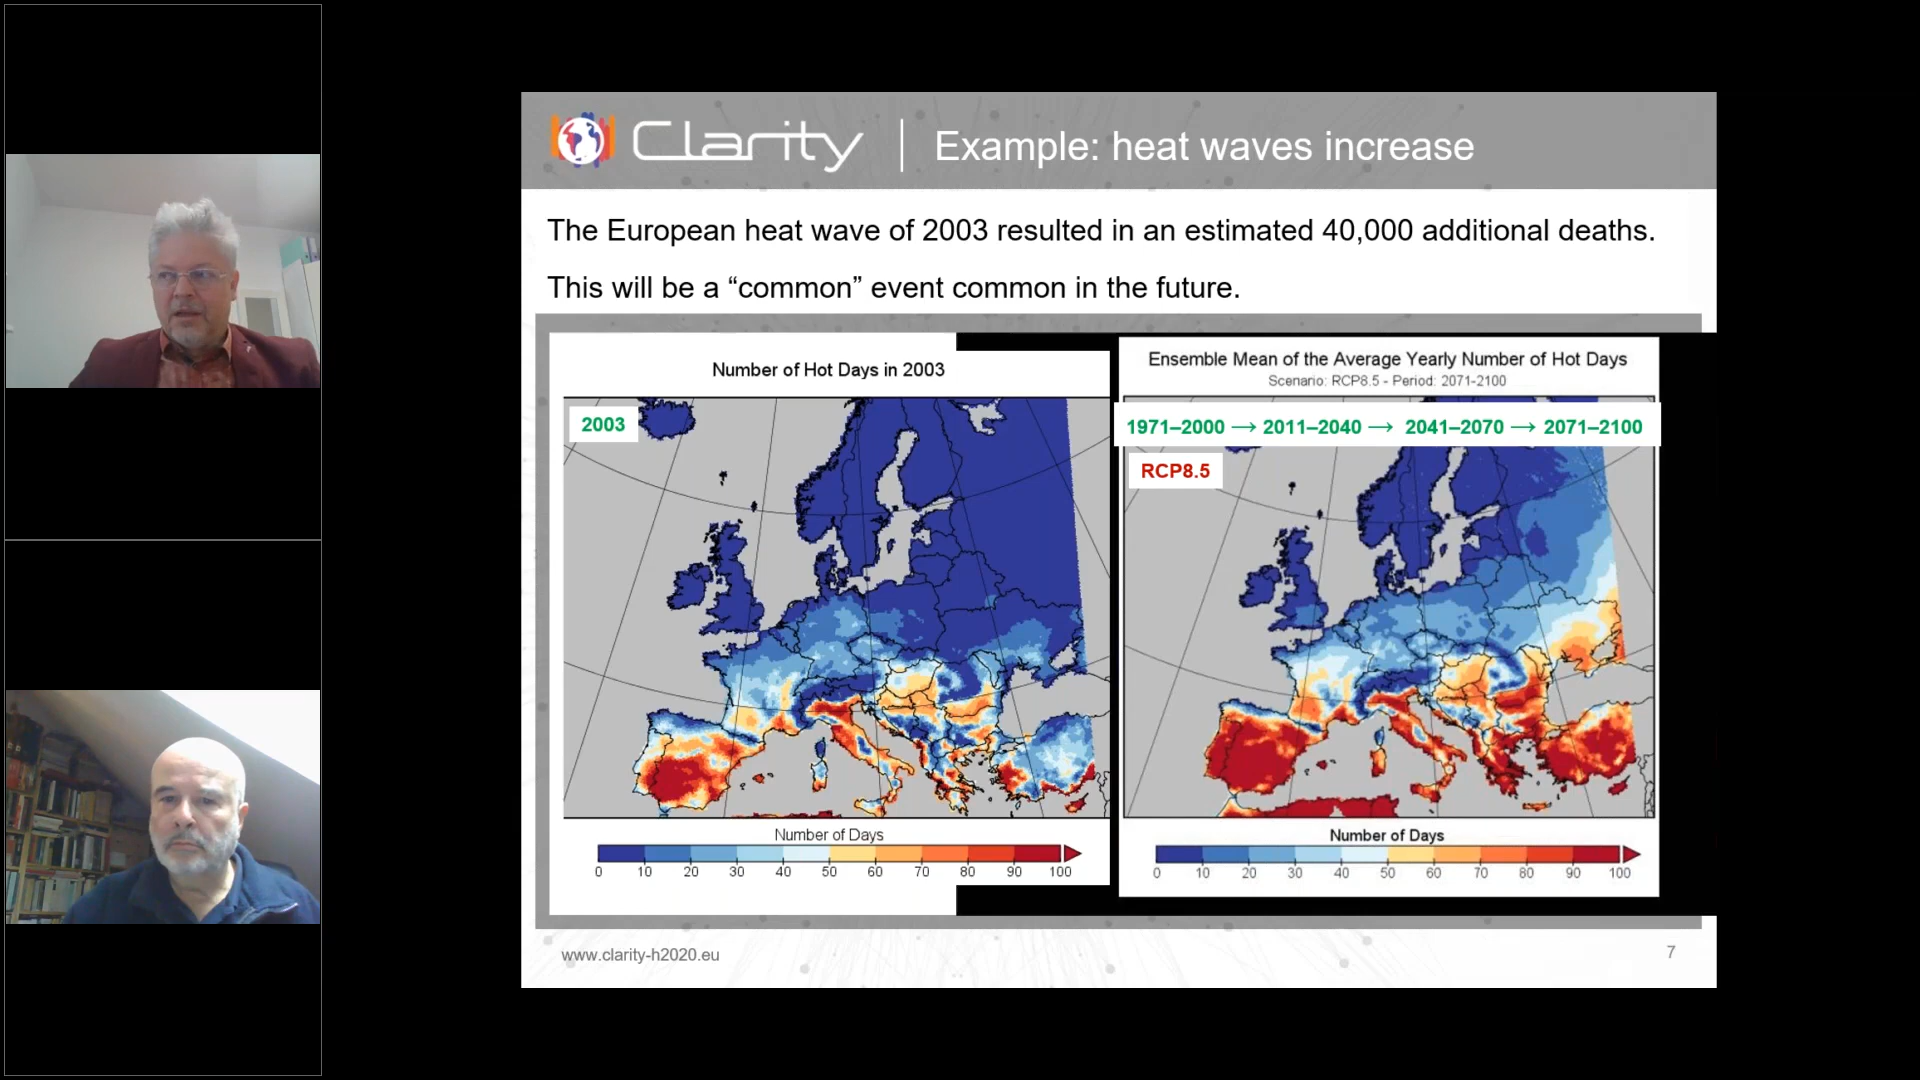 Clarity
Example: heat waves increase
The European heat wave of 2003 resulted in an estimated 40,000 additional deaths.
This will be a “common” event common in the future.
Number of Hot Days in 2003
2003
Number of Days
0 10 20 30 40 50 60 70 80 90 100
Ensemble Mean of the Average Yearly Number of Hot Days
Scenario: RCP8.5 - Period: 2071-2100
1971–2000 → 2011–2040 → 2041–2070 → 2071–2100
RCP8.5
Number of Days
0 10 20 30 40 50 60 70 80 90 100
www.clarity-h2020.eu
7